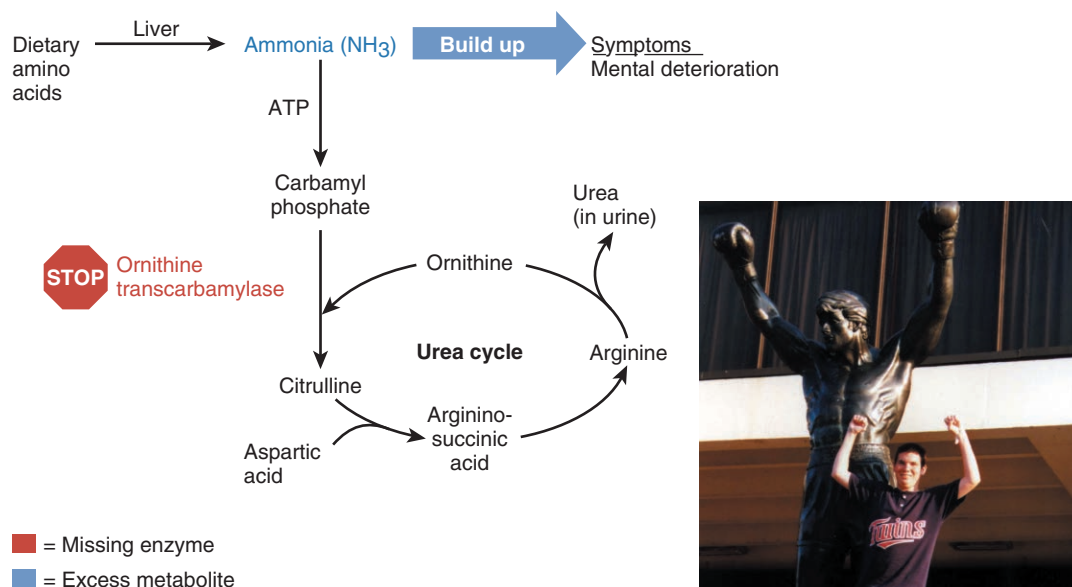 Dietary
amino
acids
Liver
Ammonia (NH3)
Build up
Symptoms
Mental deterioration
ATP
Carbamyl
phosphate
STOP
Ornithine
transcarbamylase
Ornithine
Urea
(in urine)
Urea cycle
Arginine
Citrulline
Aspartic
acid
Arginino-
succinic
acid
= Missing enzyme
= Excess metabolite
Twins